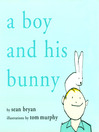 a boy and his
bunny
by sean bryan
illustrations by tom murphy